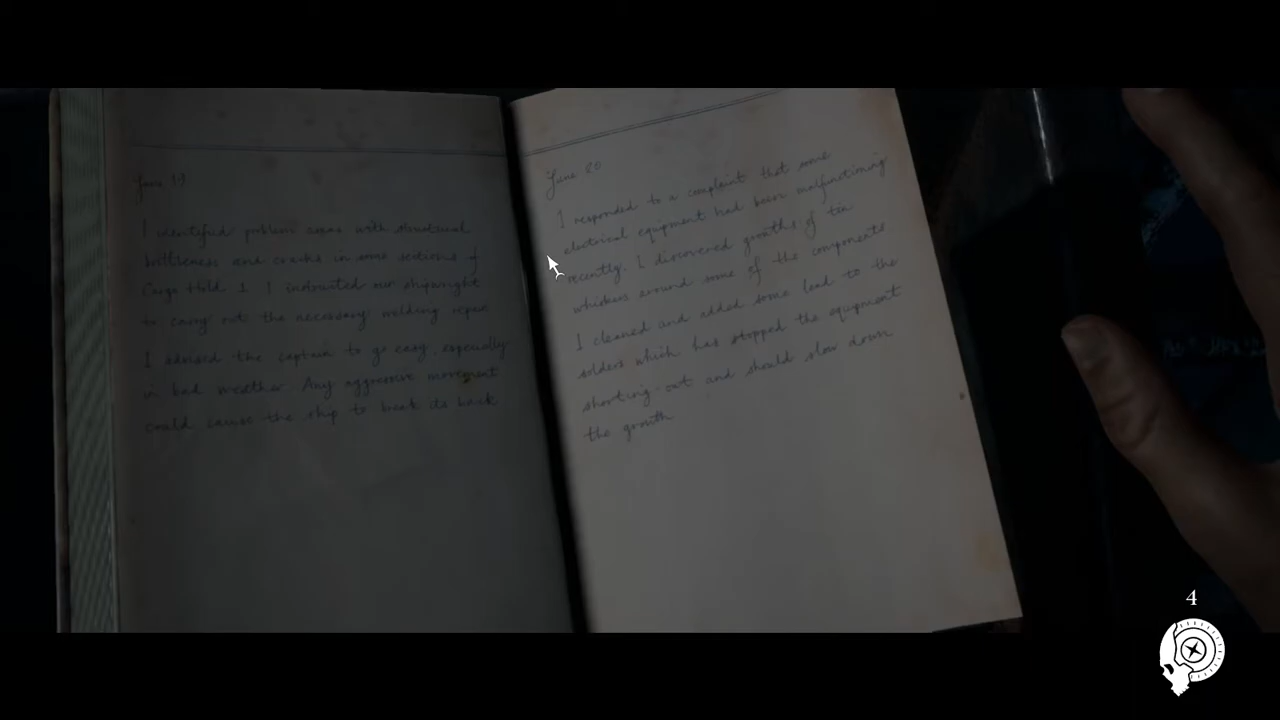 June 19
I identified problem areas with structural
brittleness and cracks in some sections of
Cargo Hold 1. I instructed our shipwright
to carry out the necessary welding repair
I advised the captain to go easy, especially
in bad weather. Any aggressive movement
could cause the ship to break its back
June 20
I responded to a complaint that some
electrical equipment had been malfunctioning
recently. I discovered growths of tin
whiskers around some of the components
I cleaned and added some lead to the
solders which has stopped the equipment
shorting out and should slow down
the growth
4